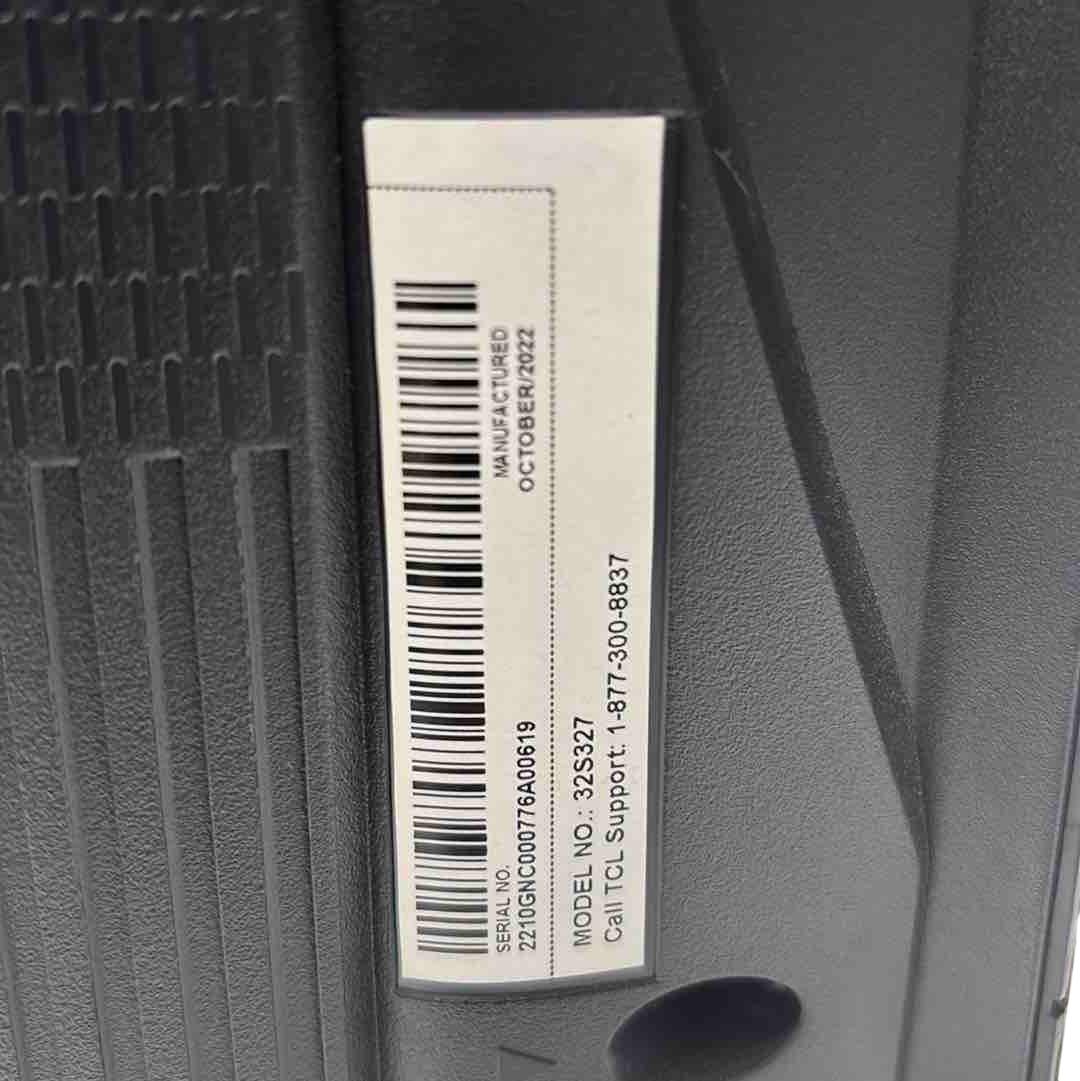 SERIAL NO.
2210GNC000776A00619
MANUFACTURED
OCTOBER/2022
MODEL NO.: 32S327
Call TCL Support: 1-877-300-8837